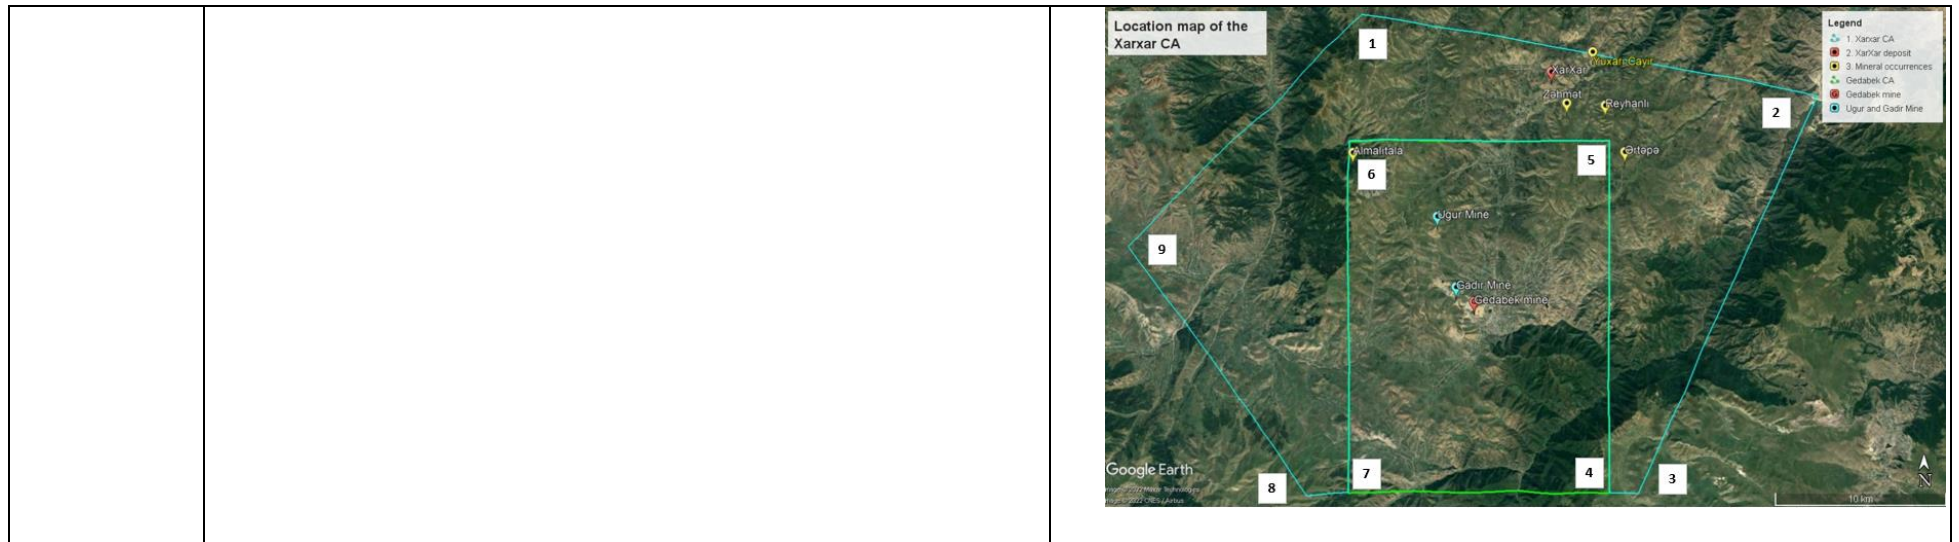 Location map of the
Xarxar CA
Legend
1. Xarxar CA
2. XarXar deposit
3. Mineral occurrences
Gedabek CA
Gedabek mine
Ugur and Gadir Mine
1
Yuxarı Çayır
XarXar
Zəhmət
Reyhanlı
2
Almalıtala
5
Ərtəpə
6
Ugur Mine
9
Gadir Mine
Gedabek mine
Google Earth
7
4
3
8
N
10 km